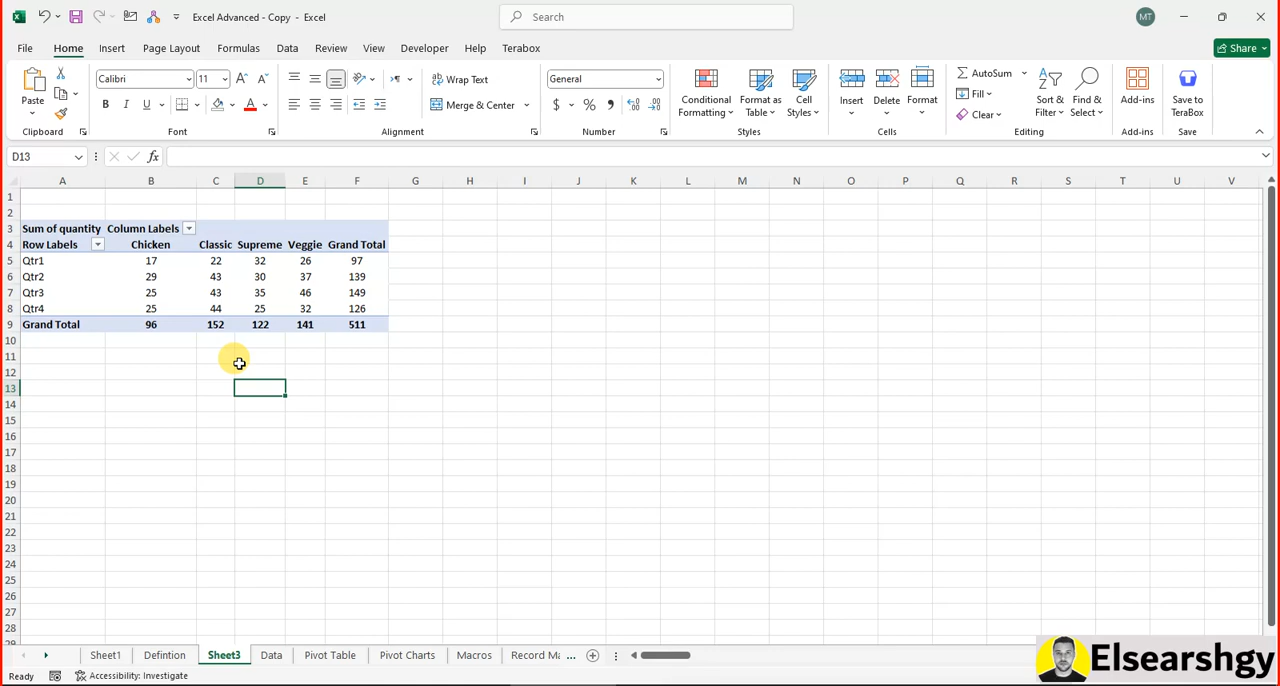 Excel Advanced - Copy - Excel
Search
MT
File Home Insert Page Layout Formulas Data Review View Developer Help Terabox
Share
Paste
Calibri 11
Wrap Text
General
Merge & Center
Conditional Formatting
Format as Table
Cell Styles
Insert Delete Format
AutoSum
Fill
Clear
Sort & Filter
Find & Select
Add-ins
Save to TeraBox
Clipboard Font Alignment Number Styles Cells Editing Add-ins Save
D13 fx
A B C D E F G H I J K L M N O P Q R S T U V
1
2
3 Sum of quantity Column Labels
4 Row Labels Chicken Classic Supreme Veggie Grand Total
5 Qtr1 17 22 32 26 97
6 Qtr2 29 43 30 37 139
7 Qtr3 25 43 35 46 149
8 Qtr4 25 44 25 32 126
9 Grand Total 96 152 122 141 511
10
11
12
13
14
15
16
17
18
19
20
21
22
23
24
25
26
27
28
29
Sheet1 Defintion Sheet3 Data Pivot Table Pivot Charts Macros Record Ma ...
Ready Accessibility: Investigate
Elsearshgy